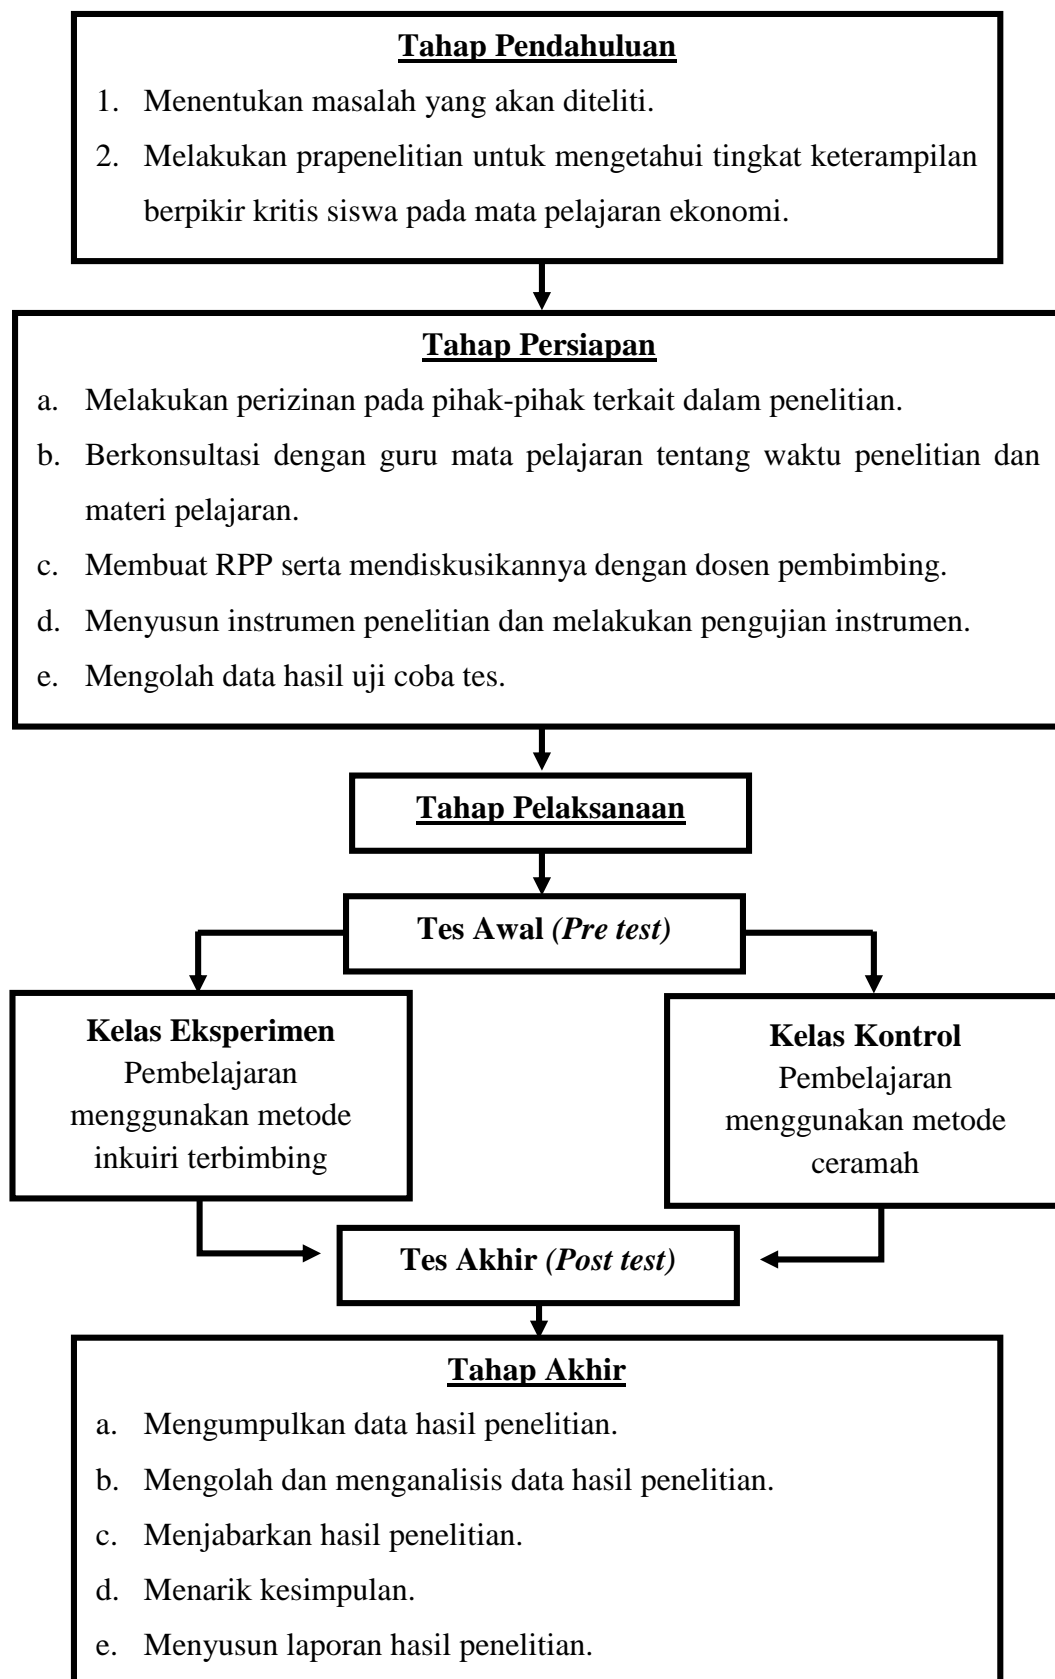 Tahap Pendahuluan
1. Menentukan masalah yang akan diteliti.
2. Melakukan prapenelitian untuk mengetahui tingkat keterampilan
berpikir kritis siswa pada mata pelajaran ekonomi.
Tahap Persiapan
a. Melakukan perizinan pada pihak-pihak terkait dalam penelitian.
b. Berkonsultasi dengan guru mata pelajaran tentang waktu penelitian dan
materi pelajaran.
c. Membuat RPP serta mendiskusikannya dengan dosen pembimbing.
d. Menyusun instrumen penelitian dan melakukan pengujian instrumen.
e. Mengolah data hasil uji coba tes.
Tahap Pelaksanaan
Tes Awal (Pre test)
Kelas Eksperimen
Pembelajaran
menggunakan metode
inkuiri terbimbing
Kelas Kontrol
Pembelajaran
menggunakan metode
ceramah
Tes Akhir (Post test)
Tahap Akhir
a. Mengumpulkan data hasil penelitian.
b. Mengolah dan menganalisis data hasil penelitian.
c. Menjabarkan hasil penelitian.
d. Menarik kesimpulan.
e. Menyusun laporan hasil penelitian.